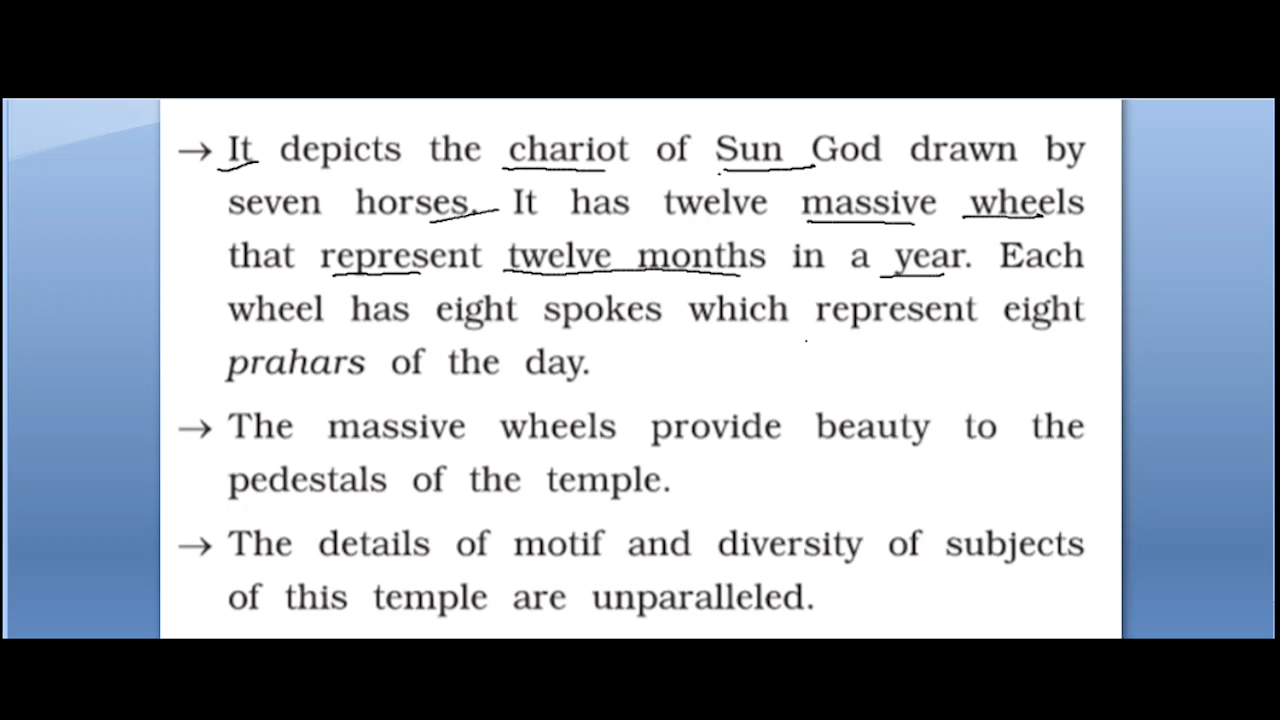 → It depicts the chariot of Sun God drawn by
seven horses. It has twelve massive wheels
that represent twelve months in a year. Each
wheel has eight spokes which represent eight
prahars of the day.
→ The massive wheels provide beauty to the
pedestals of the temple.
→ The details of motif and diversity of subjects
of this temple are unparalleled.